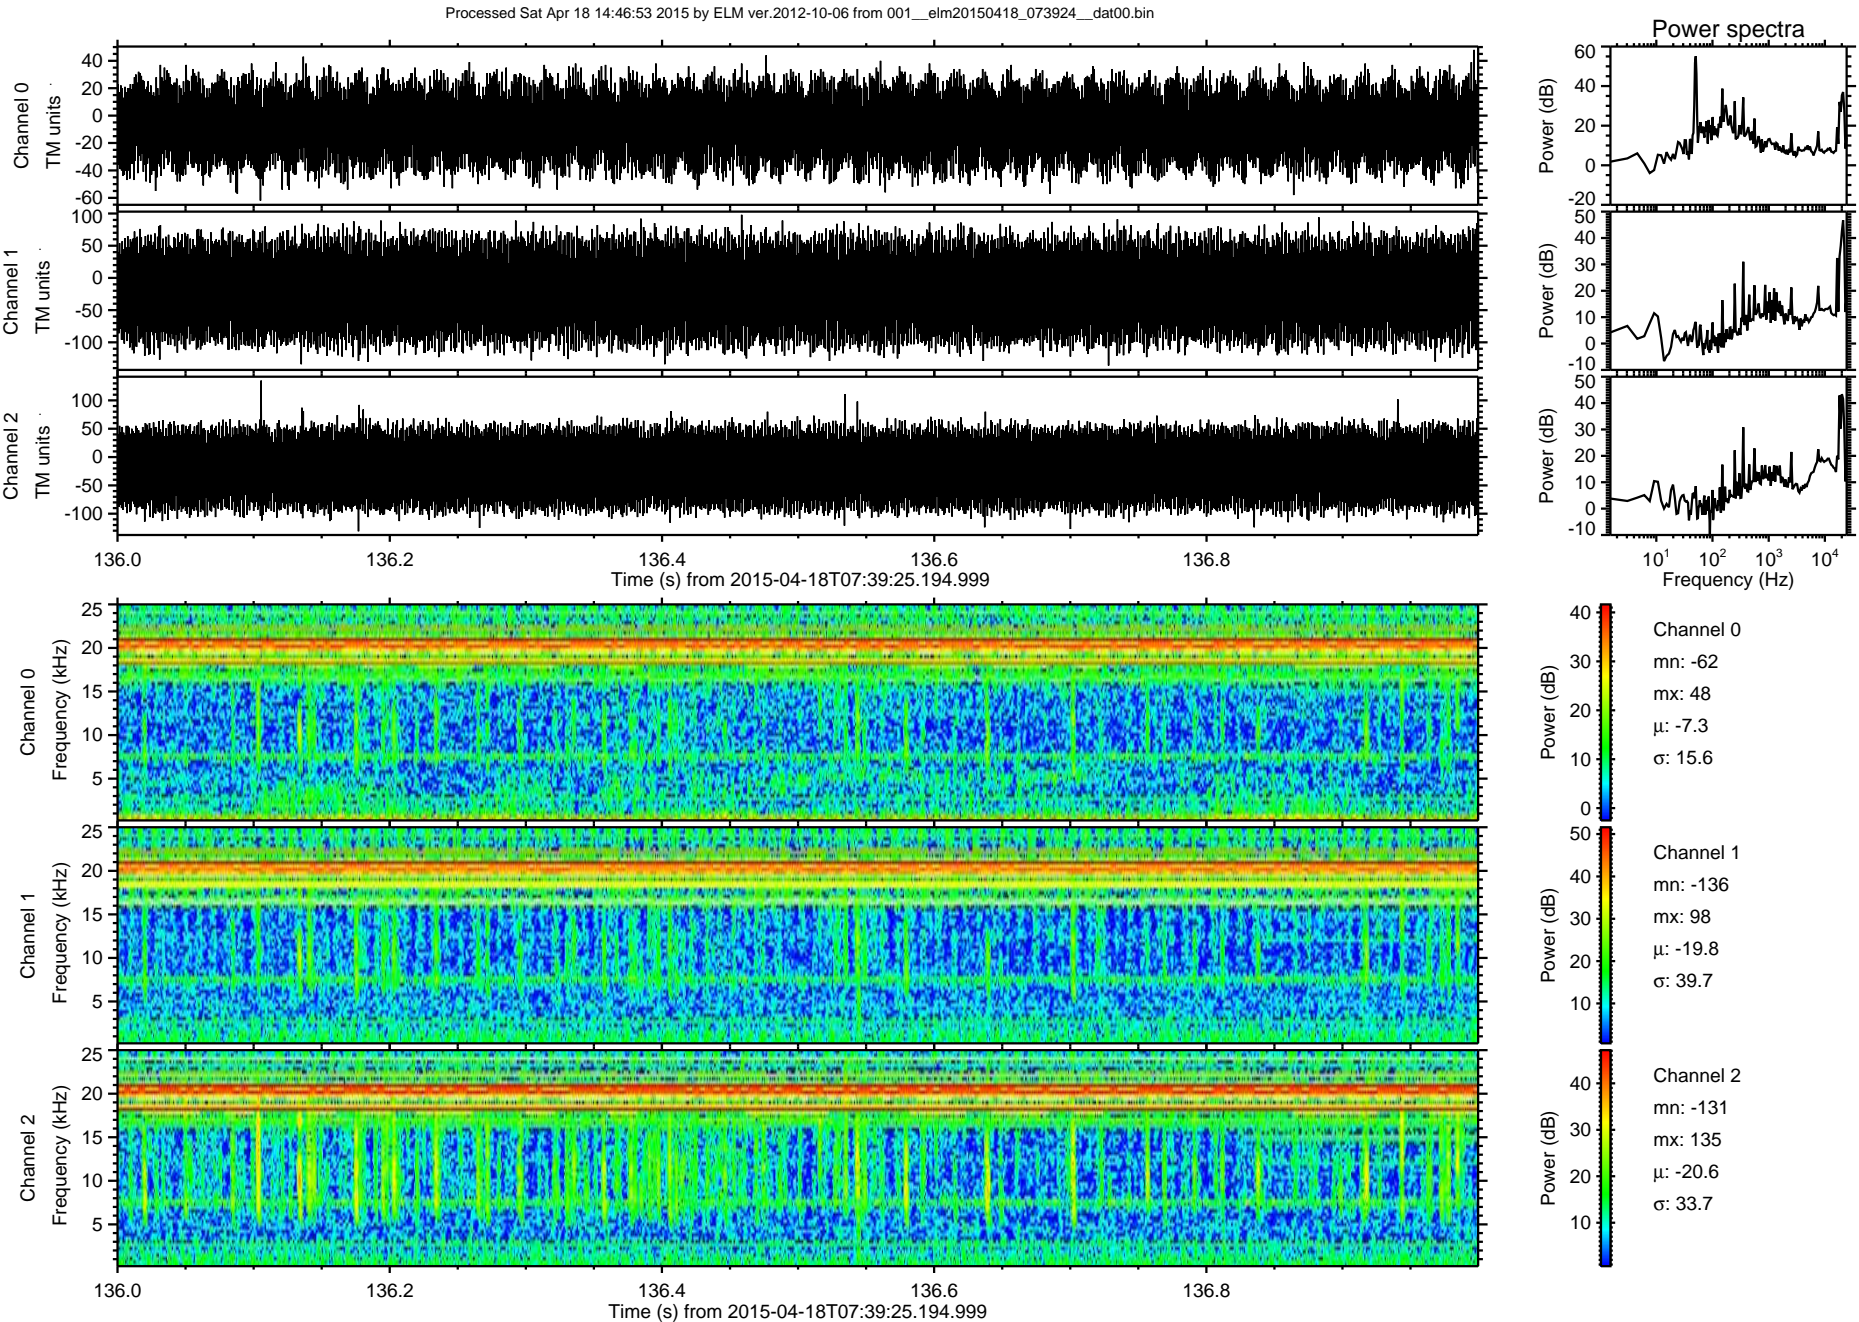 Processed Sat Apr 18 14:46:53 2015 by ELM ver.2012-10-06 from 001__elm20150418_073924__dat00.bin
Power spectra
Channel 0
TM units
40
20
0
-20
-40
-60
Power (dB)
60
40
20
0
-20
Channel 1
TM units
100
50
0
-50
-100
Power (dB)
50
40
30
20
10
0
-10
Channel 2
TM units
100
50
0
-50
-100
Power (dB)
50
40
30
20
10
0
-10
136.0 136.2 136.4 136.6 136.8
Time (s) from 2015-04-18T07:39:25.194.999
10^1 10^2 10^3 10^4
Frequency (Hz)
Channel 0
Frequency (kHz)
25
20
15
10
5
Power (dB)
40
30
20
10
0
Channel 0
mn: -62
mx: 48
μ: -7.3
σ: 15.6
Channel 1
Frequency (kHz)
25
20
15
10
5
Power (dB)
50
40
30
20
10
Channel 1
mn: -136
mx: 98
μ: -19.8
σ: 39.7
Channel 2
Frequency (kHz)
25
20
15
10
5
Power (dB)
40
30
20
10
Channel 2
mn: -131
mx: 135
μ: -20.6
σ: 33.7
136.0 136.2 136.4 136.6 136.8
Time (s) from 2015-04-18T07:39:25.194.999